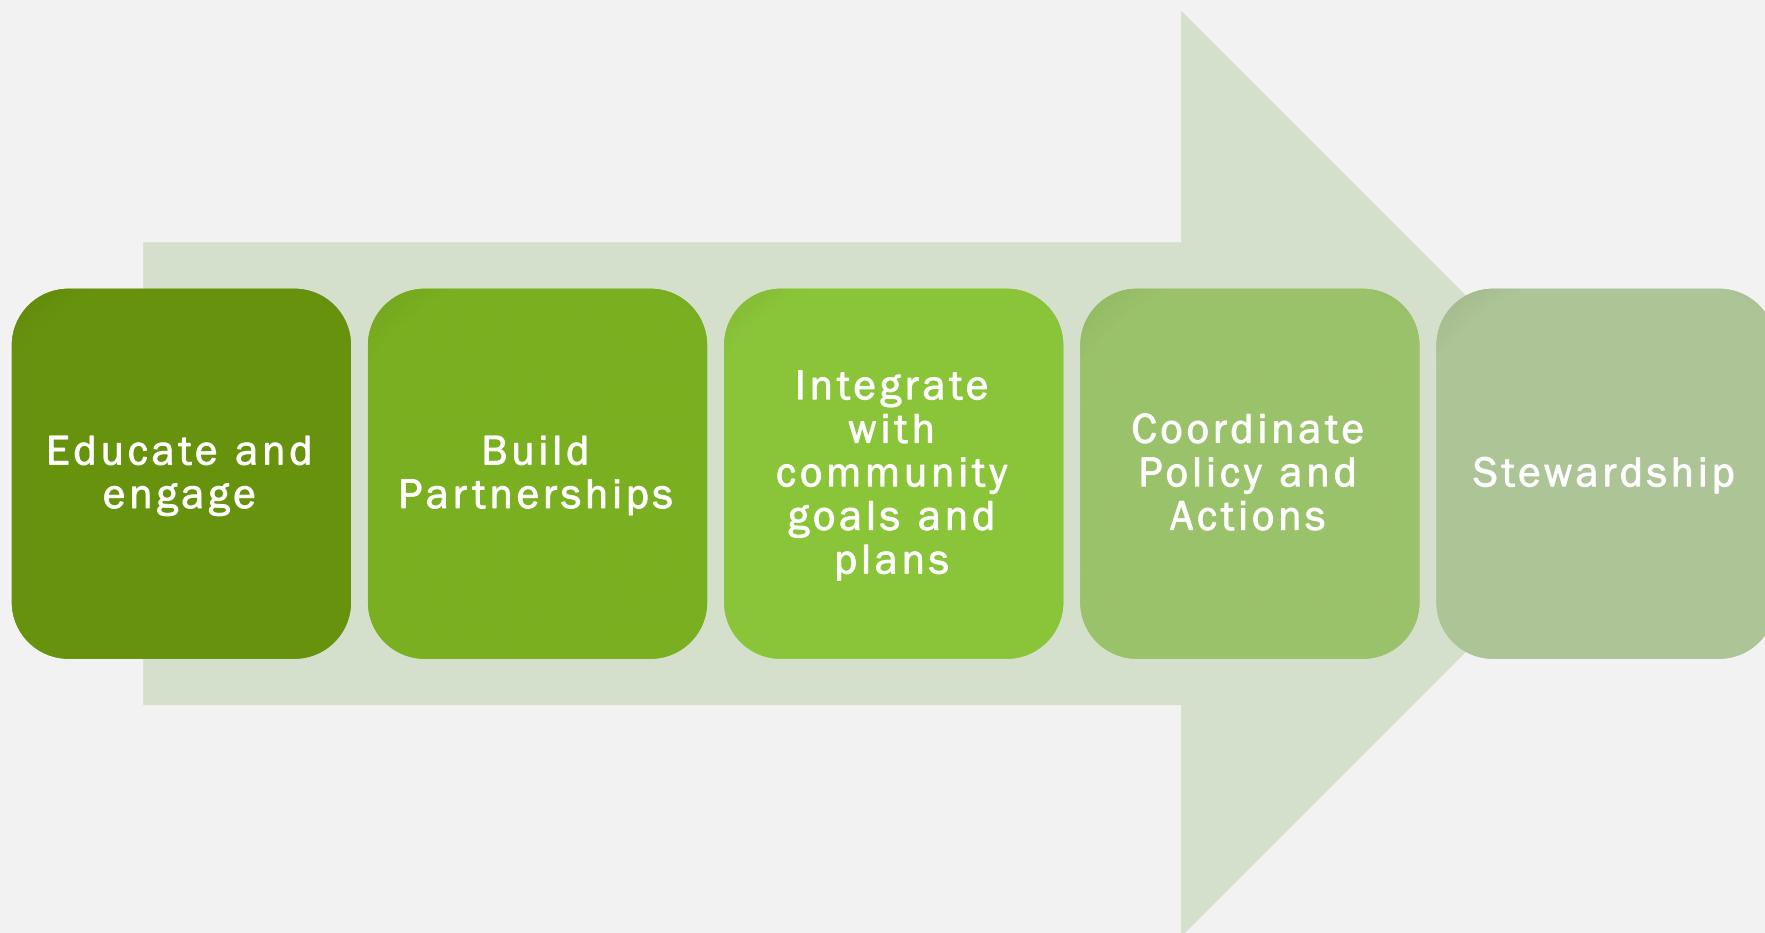 Educate and
engage
Build
Partnerships
Integrate
with
community
goals and
plans
Coordinate
Policy and
Actions
Stewardship